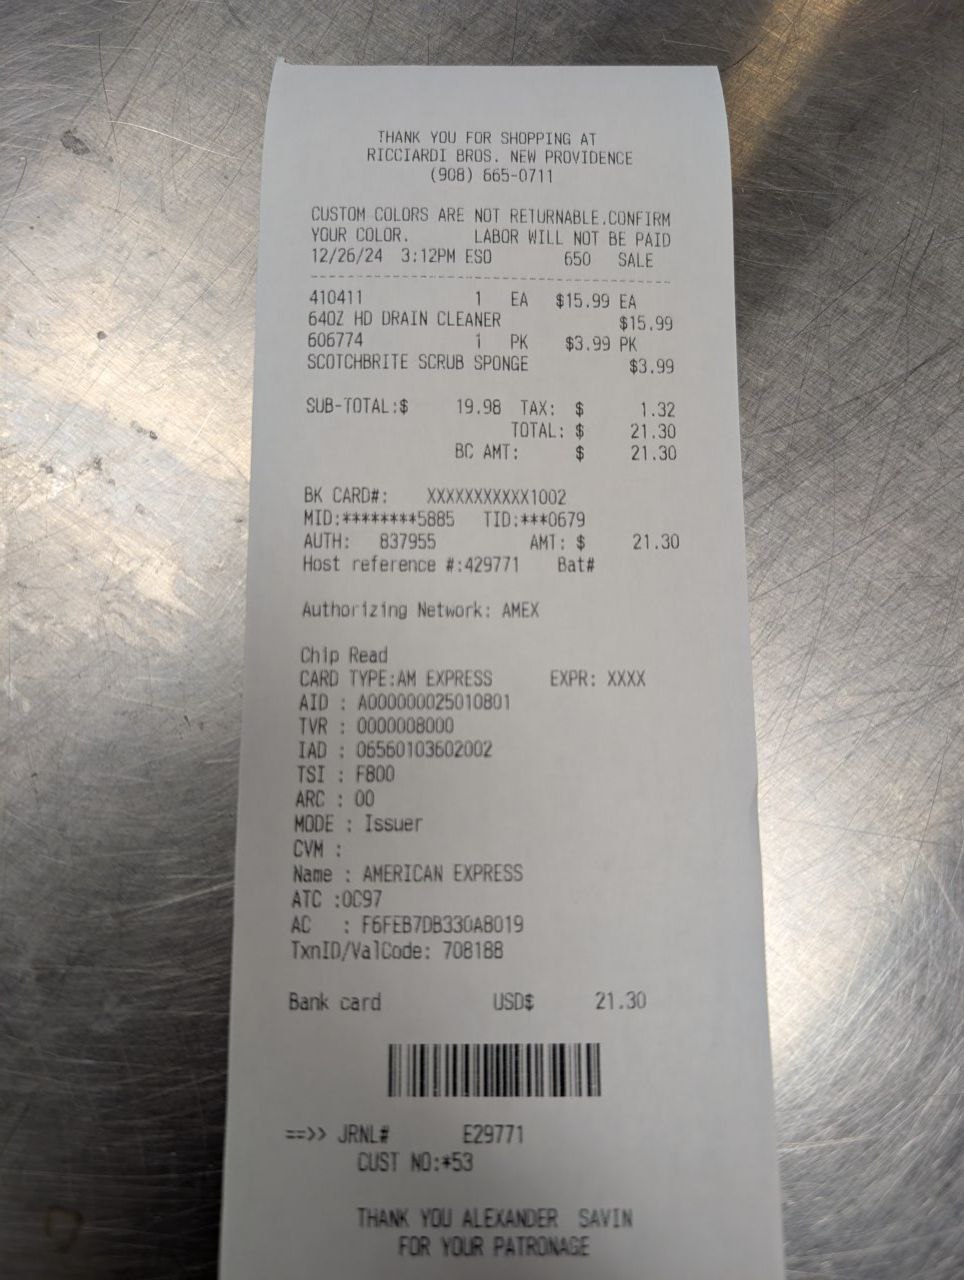 THANK YOU FOR SHOPPING AT
RICCIARDI BROS. NEW PROVIDENCE
(908) 665-0711
CUSTOM COLORS ARE NOT RETURNABLE.CONFIRM
YOUR COLOR. LABOR WILL NOT BE PAID
12/26/24 3:12PM ESO 650 SALE
----------------------------------------
410411 1 EA $15.99 EA
64OZ HD DRAIN CLEANER $15.99
606774 1 PK $3.99 PK
SCOTCHBRITE SCRUB SPONGE $3.99
SUB-TOTAL:$ 19.98 TAX: $ 1.32
TOTAL: $ 21.30
BC AMT: $ 21.30
BK CARD#: XXXXXXXXXXX1002
MID:********5885 TID:***0679
AUTH: 837955 AMT: $ 21.30
Host reference #:429771 Bat#
Authorizing Network: AMEX
Chip Read
CARD TYPE:AM EXPRESS EXPR: XXXX
AID : A000000025010801
TVR : 0000008000
IAD : 06560103602002
TSI : F800
ARC : 00
MODE : Issuer
CVM :
Name : AMERICAN EXPRESS
ATC :0C97
AC : F6FEB7DB330A8019
TxnID/ValCode: 708188
Bank card USD$ 21.30
==>> JRNL# E29771
CUST NO:*53
THANK YOU ALEXANDER SAVIN
FOR YOUR PATRONAGE